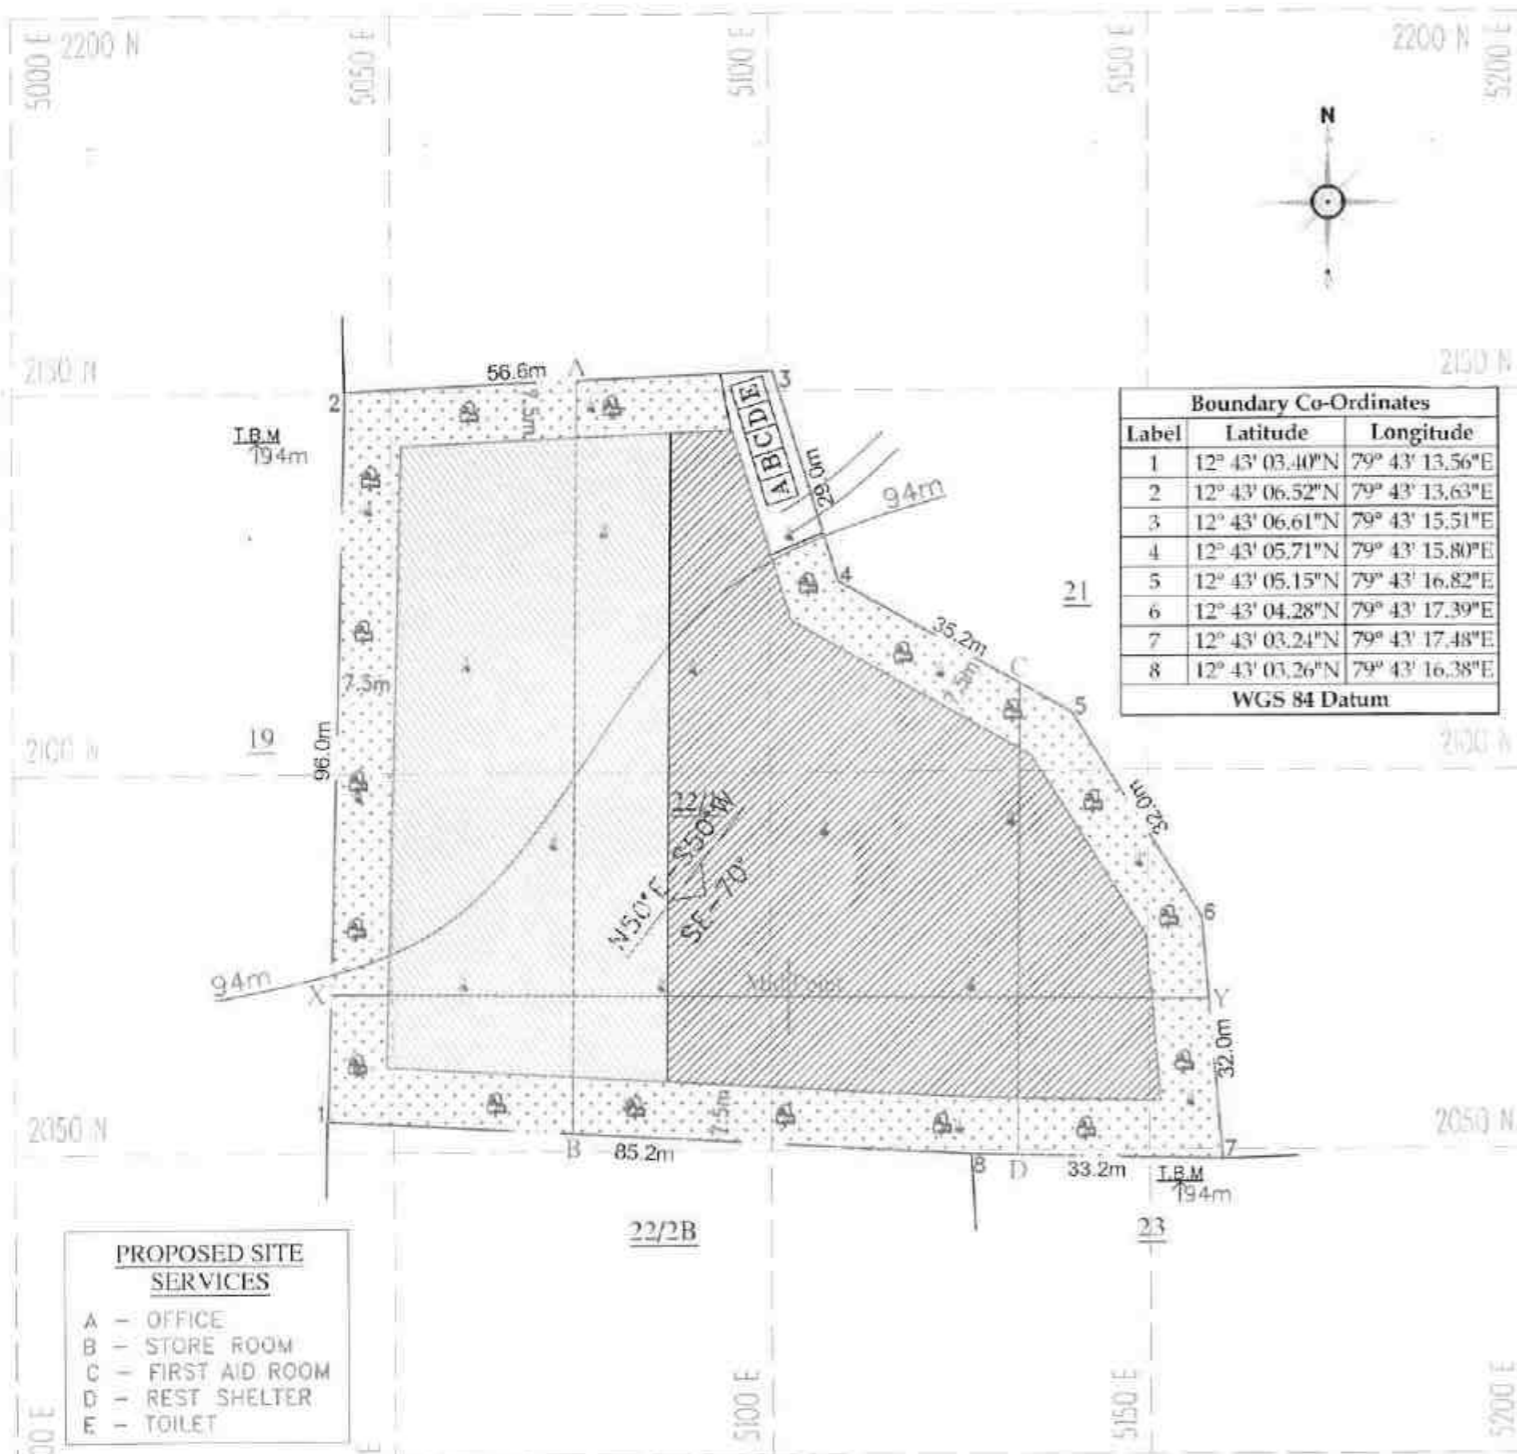 5000 E
2200 N
5050 E
5100 E
5150 E
2200 N
5200 E
N
2150 N
56.6m
A
3
2150 N
2
7.5m
T.B.M
194m
A B C D E
29.0m
94m
4
21
35.2m
C
7.5m
5
Boundary Co-Ordinates
Label Latitude Longitude
1 12° 43' 03.40"N 79° 43' 13.56"E
2 12° 43' 06.52"N 79° 43' 13.63"E
3 12° 43' 06.61"N 79° 43' 15.51"E
4 12° 43' 05.71"N 79° 43' 15.80"E
5 12° 43' 05.15"N 79° 43' 16.82"E
6 12° 43' 04.28"N 79° 43' 17.39"E
7 12° 43' 03.24"N 79° 43' 17.48"E
8 12° 43' 03.26"N 79° 43' 16.38"E
WGS 84 Datum
7.5m
19
2100 N
96.0m
2100 N
32.0m
N50°E - S50°W
SE-70°
6
94m
X
Mid Point
Y
32.0m
1
7.5m
2050 N
B
85.2m
8
D
33.2m
7
T.B.M
194m
2050 N
22/2B
23
PROPOSED SITE
SERVICES
A - OFFICE
B - STORE ROOM
C - FIRST AID ROOM
D - REST SHELTER
E - TOILET
5100 E
5150 E
5200 E